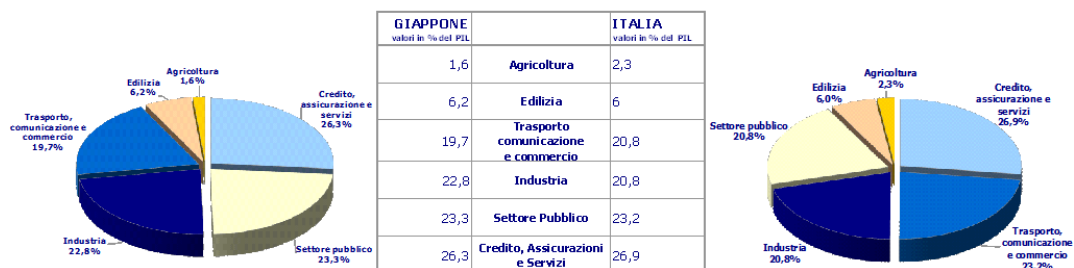 GIAPPONE
valori in % del PIL
ITALIA
valori in % del PIL
1,6 Agricoltura 2,3
6,2 Edilizia 6
19,7 Trasporto comunicazione e commercio 20,8
22,8 Industria 20,8
23,3 Settore Pubblico 23,2
26,3 Credito, Assicurazioni e Servizi 26,9
Agricoltura
1,6%
Edilizia
6,2%
Credito,
assicurazione e
servizi
26,3%
Trasporto,
comunicazione e
commercio
19,7%
Industria
22,8%
Settore pubblico
23,3%
Agricoltura
2,3%
Edilizia
6,0%
Credito,
assicurazione e
servizi
26,9%
Settore pubblico
20,8%
Industria
20,8%
Trasporto,
comunicazione
e commercio
23,2%